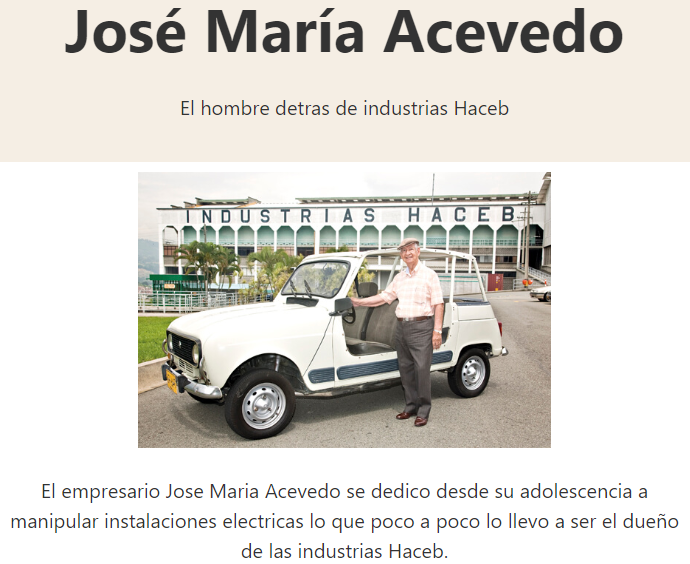 José María Acevedo
El hombre detras de industrias Haceb
INDUSTRIAS HACEB
El empresario Jose Maria Acevedo se dedico desde su adolescencia a
manipular instalaciones electricas lo que poco a poco lo llevo a ser el dueño
de las industrias Haceb.